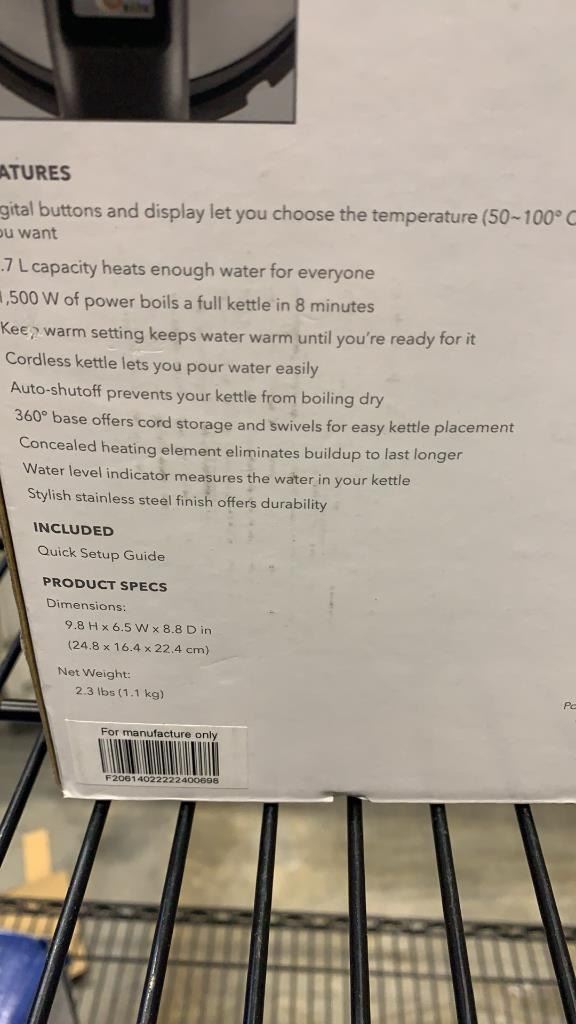 ATURES
gital buttons and display let you choose the temperature (50~100° C
ou want
.7 L capacity heats enough water for everyone
1,500 W of power boils a full kettle in 8 minutes
Keep warm setting keeps water warm until you're ready for it
Cordless kettle lets you pour water easily
Auto-shutoff prevents your kettle from boiling dry
360° base offers cord storage and swivels for easy kettle placement
Concealed heating element eliminates buildup to last longer
Water level indicator measures the water in your kettle
Stylish stainless steel finish offers durability
INCLUDED
Quick Setup Guide
PRODUCT SPECS
Dimensions:
9.8 H x 6.5 W x 8.8 D in
(24.8 x 16.4 x 22.4 cm)
Net Weight:
2.3 lbs (1.1 kg)
For manufacture only
F20614022222400698